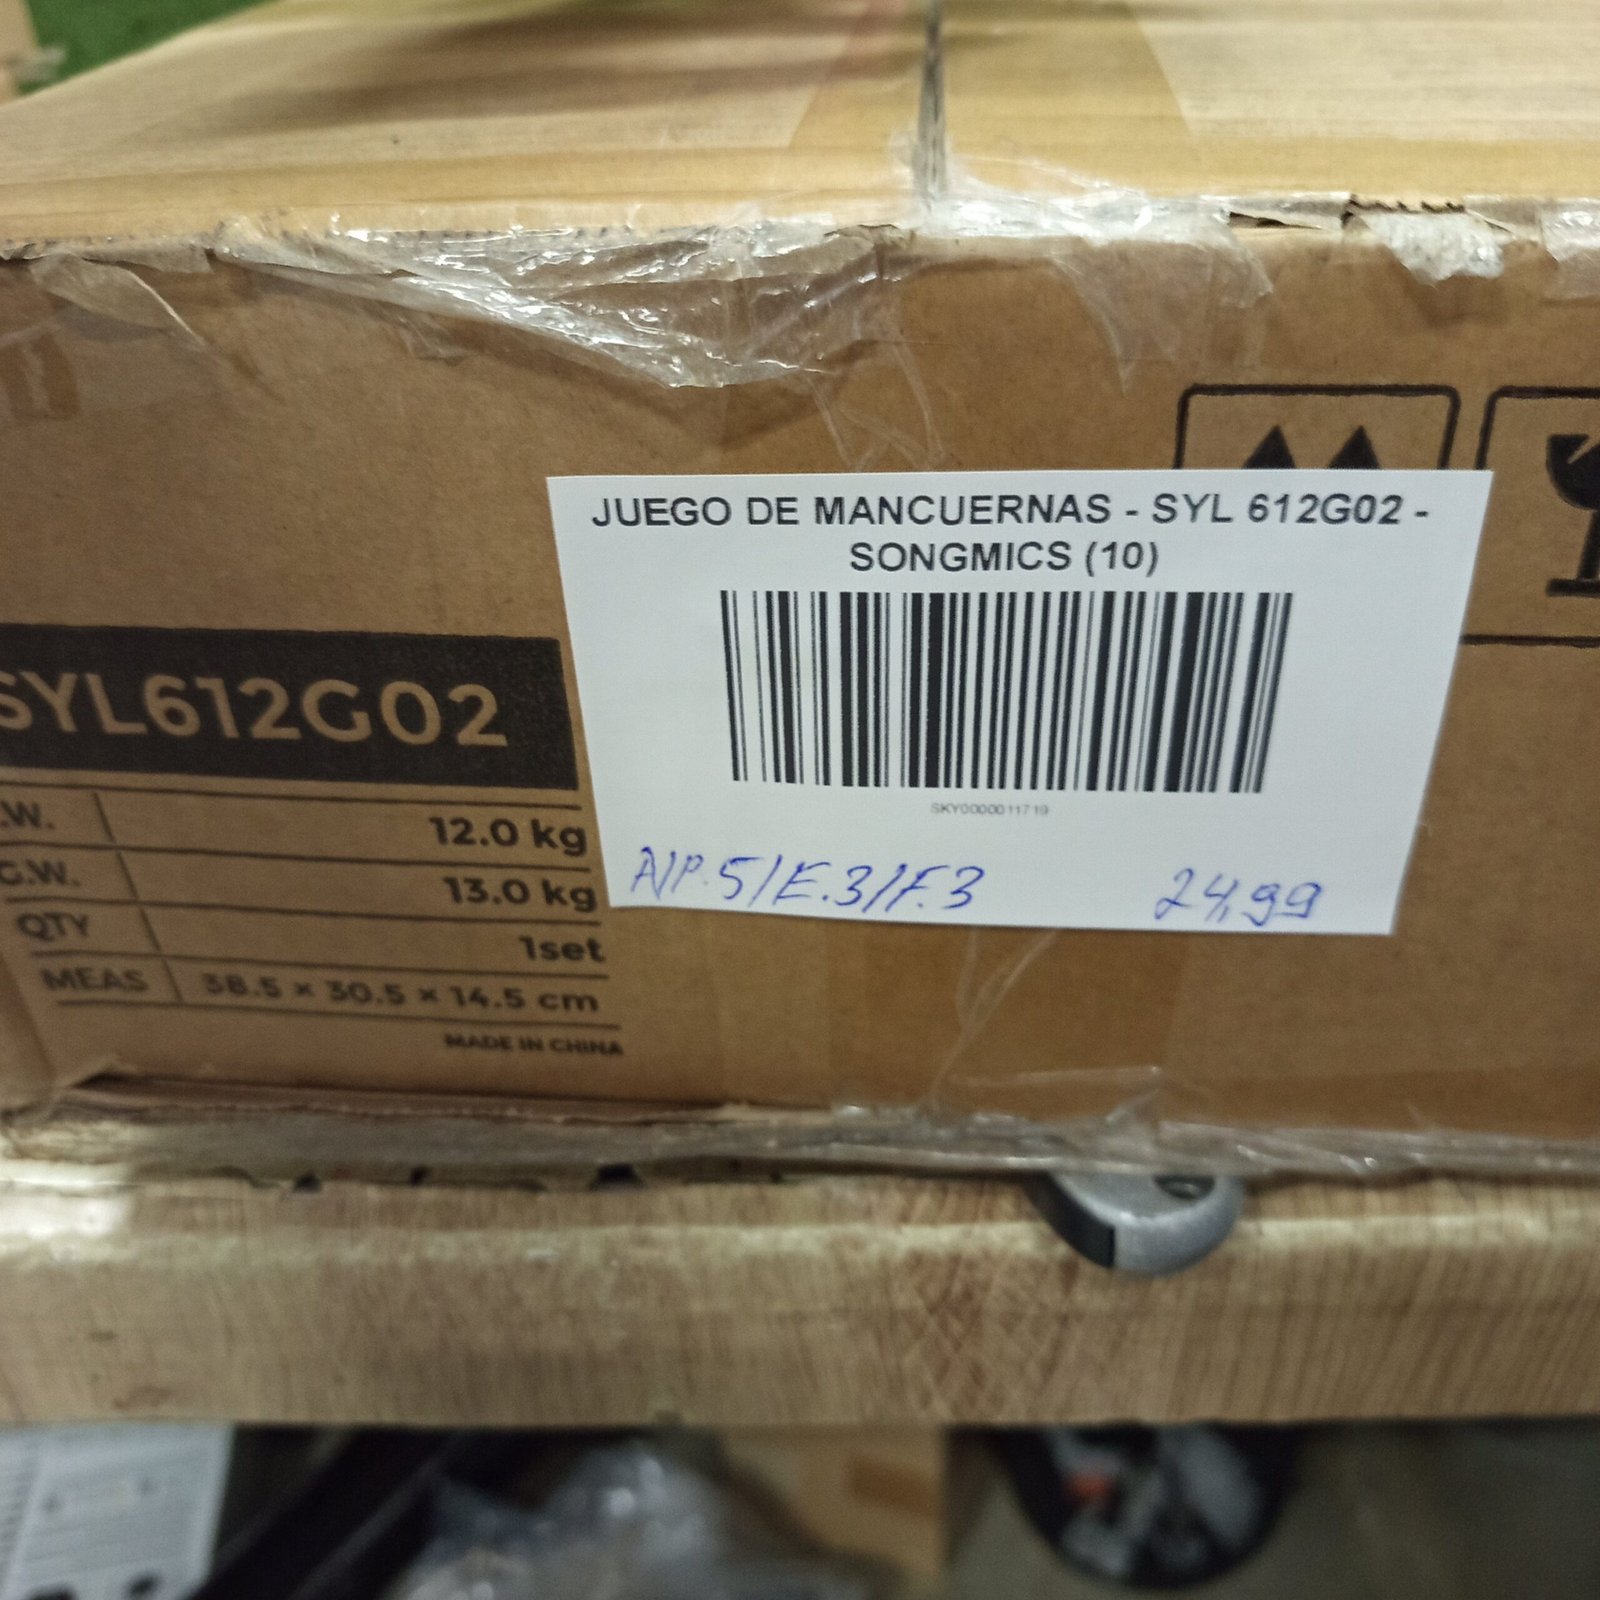 JUEGO DE MANCUERNAS - SYL 612G02 -
SONGMICS (10)
SKY0000011719
A/P.5/E.3/F.3 24,99
SYL612G02
.W. 12.0 kg
G.W. 13.0 kg
QTY 1set
MEAS 38.5 × 30.5 × 14.5 cm
MADE IN CHINA